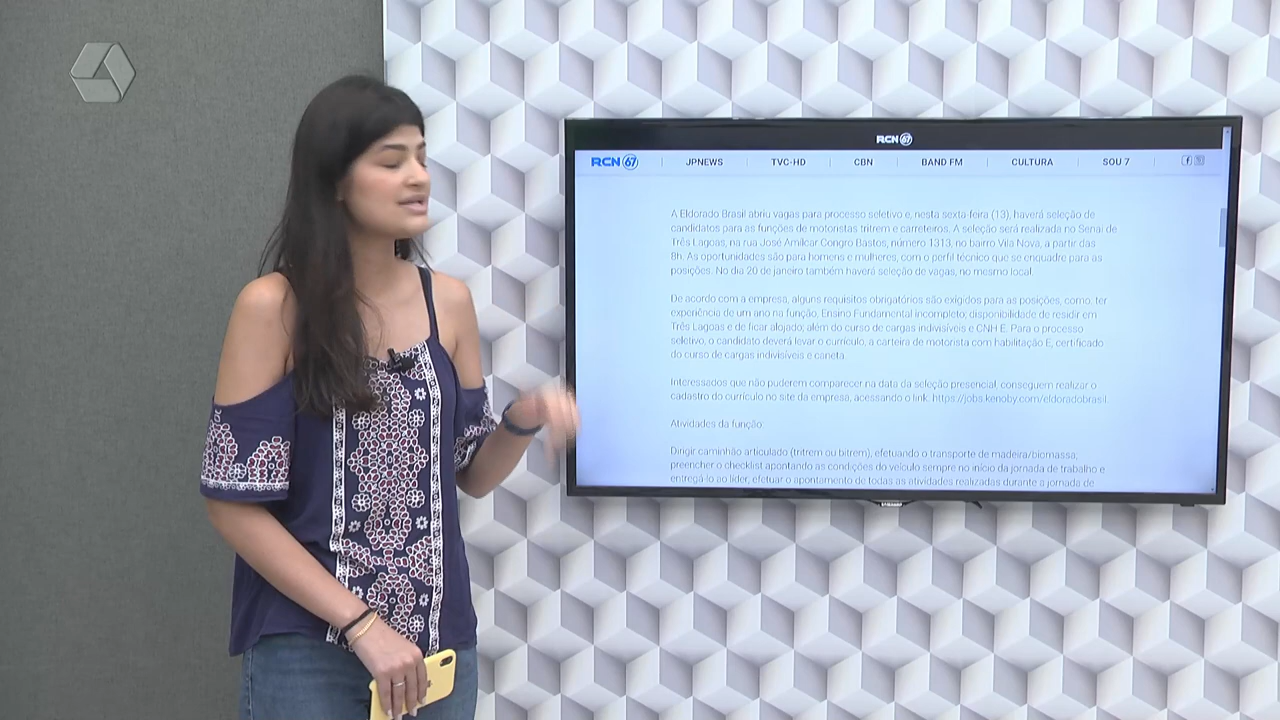 RCN 67
RCN 67 JPNEWS TVC-HD CBN BAND FM CULTURA SOU 7
A Eldorado Brasil abriu vagas para processo seletivo e, nesta sexta-feira (13), haverá seleção de
candidatos para as funções de motoristas tritrem e carreteiros. A seleção será realizada no Senai de
Três Lagoas, na rua José Amilcar Congro Bastos, número 1313, no bairro Vila Nova, a partir das
8h. As oportunidades são para homens e mulheres, com o perfil técnico que se enquadre para as
posições. No dia 20 de janeiro também haverá seleção de vagas, no mesmo local.
De acordo com a empresa, alguns requisitos obrigatórios são exigidos para as posições, como: ter
experiência de um ano na função, Ensino Fundamental incompleto; disponibilidade de residir em
Três Lagoas e de ficar alojado; além do curso de cargas indivisíveis e CNH E. Para o processo
seletivo, o candidato deverá levar o currículo, a carteira de motorista com habilitação E, certificado
do curso de cargas indivisíveis e caneta.
Interessados que não puderem comparecer na data da seleção presencial, conseguem realizar o
cadastro do currículo no site da empresa, acessando o link: https://jobs.kenoby.com/eldoradobrasil.
Atividades da função:
Dirigir caminhão articulado (tritrem ou bitrem), efetuando o transporte de madeira/biomassa;
preencher o checklist apontando as condições do veículo sempre no início da jornada de trabalho e
entregá-lo ao líder; efetuar o apontamento de todas as atividades realizadas durante a jornada de